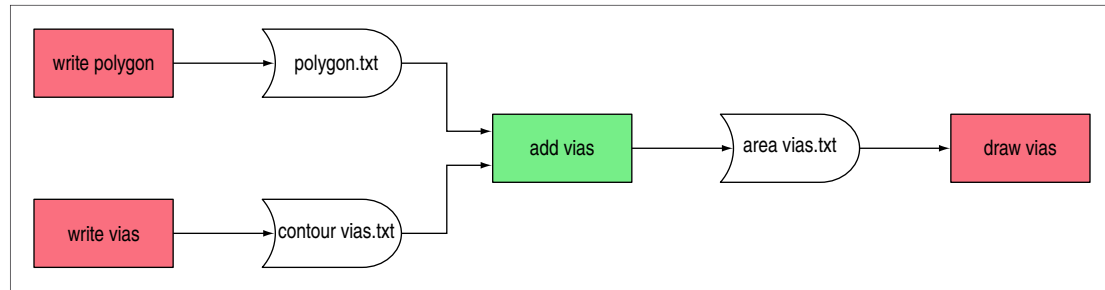 write polygon
polygon.txt
add vias
area vias.txt
draw vias
write vias
contour vias.txt